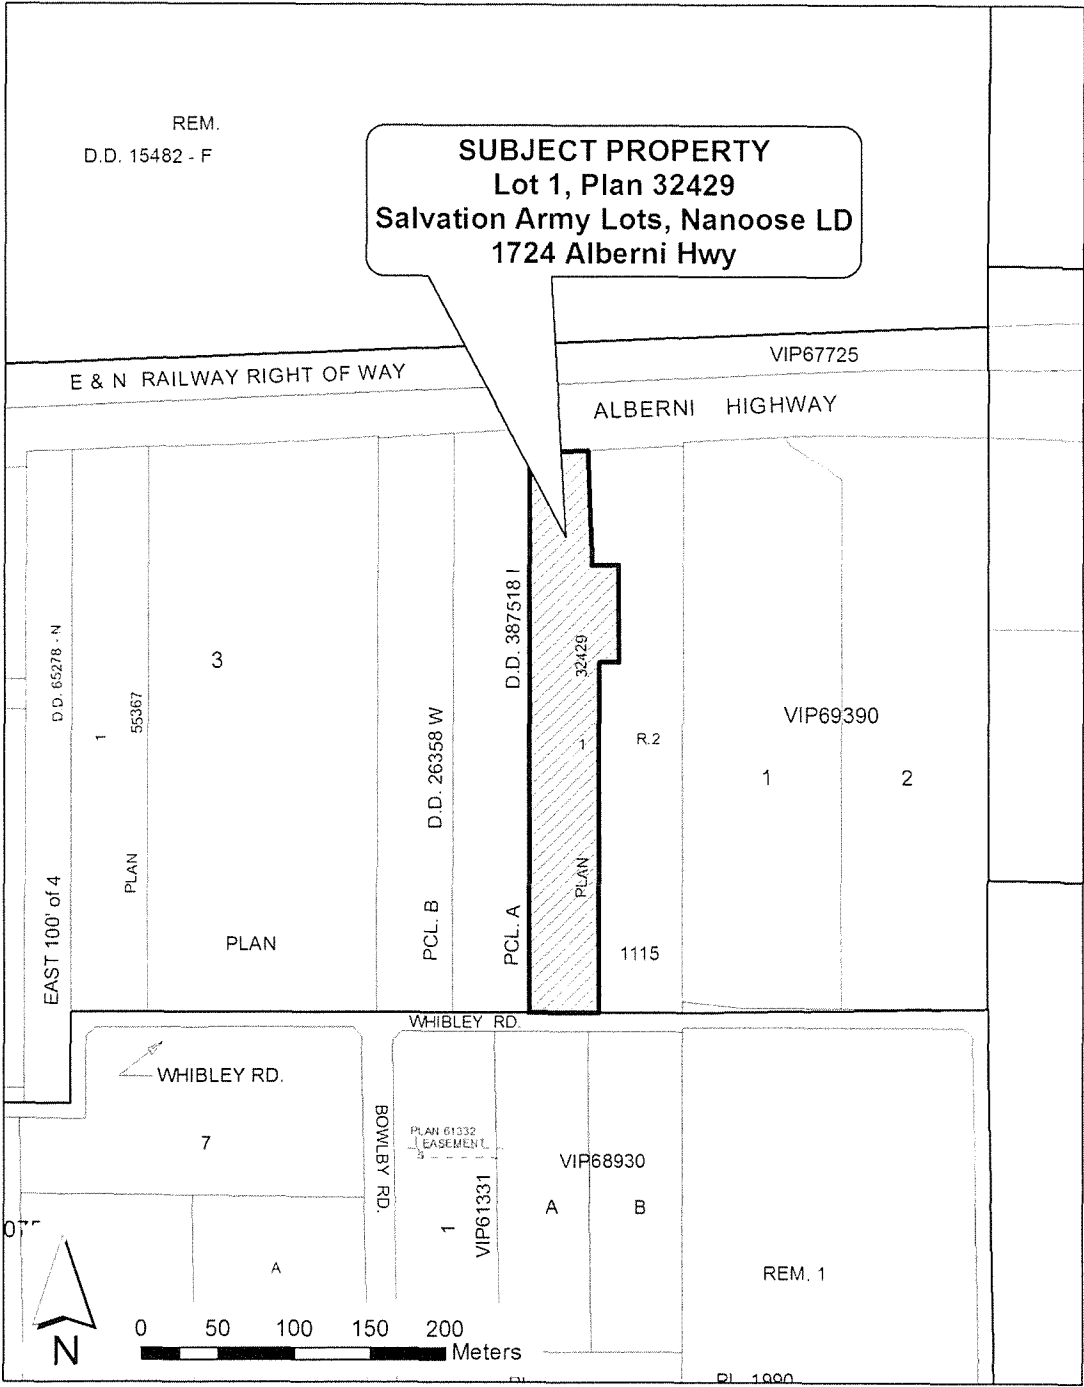 REM.
D.D. 15482 - F
SUBJECT PROPERTY
Lot 1, Plan 32429
Salvation Army Lots, Nanoose LD
1724 Alberni Hwy
VIP67725
E & N RAILWAY RIGHT OF WAY
ALBERNI HIGHWAY
D.D. 65278 - N
EAST 100' of 4
1
55367
PLAN
3
PLAN
D.D. 26358 W
PCL. B
D.D. 387518 I
PCL. A
32429
1
PLAN
R.2
1115
VIP69390
1
2
WHIBLEY RD.
WHIBLEY RD.
BOWLBY RD.
7
PLAN 61332
EASEMENT
VIP68930
1
VIP61331
A
B
A
REM. 1
N
0 50 100 150 200
Meters
PL. 1990